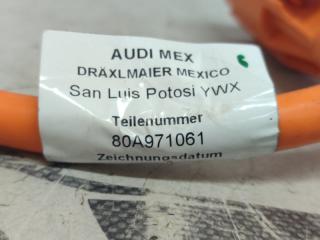 AUDI MEX
DRÄXLMAIER MEXICO
San Luis Potosi YWX
Teilenummer
80A971061
Zeichnungsdatum